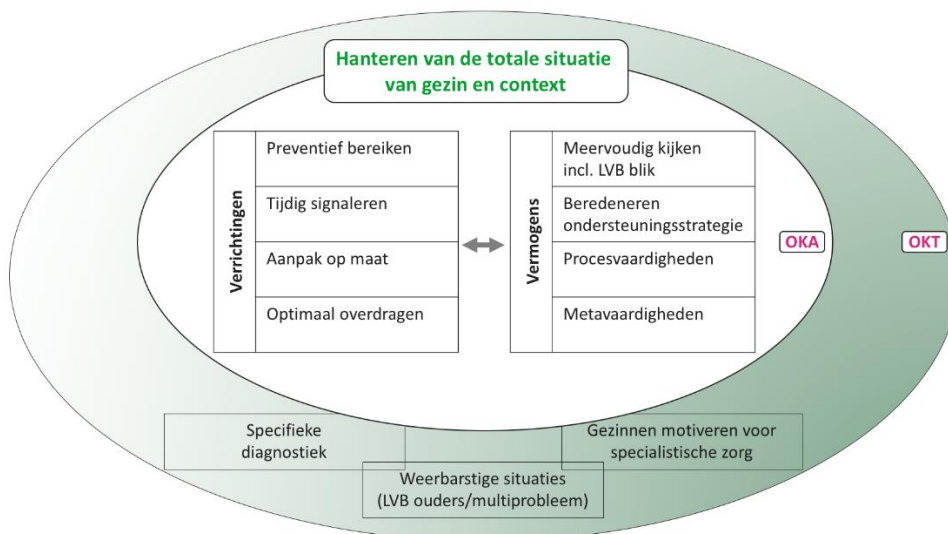 Hanteren van de totale situatie
van gezin en context
Verrichtingen
Preventief bereiken
Tijdig signaleren
Aanpak op maat
Optimaal overdragen
Vermogens
Meervoudig kijken
incl. LVB blik
Beredeneren
ondersteuningsstrategie
Procesvaardigheden
Metavaardigheden
OKA
OKT
Specifieke
diagnostiek
Gezinnen motiveren voor
specialistische zorg
Weerbarstige situaties
(LVB ouders/multiprobleem)